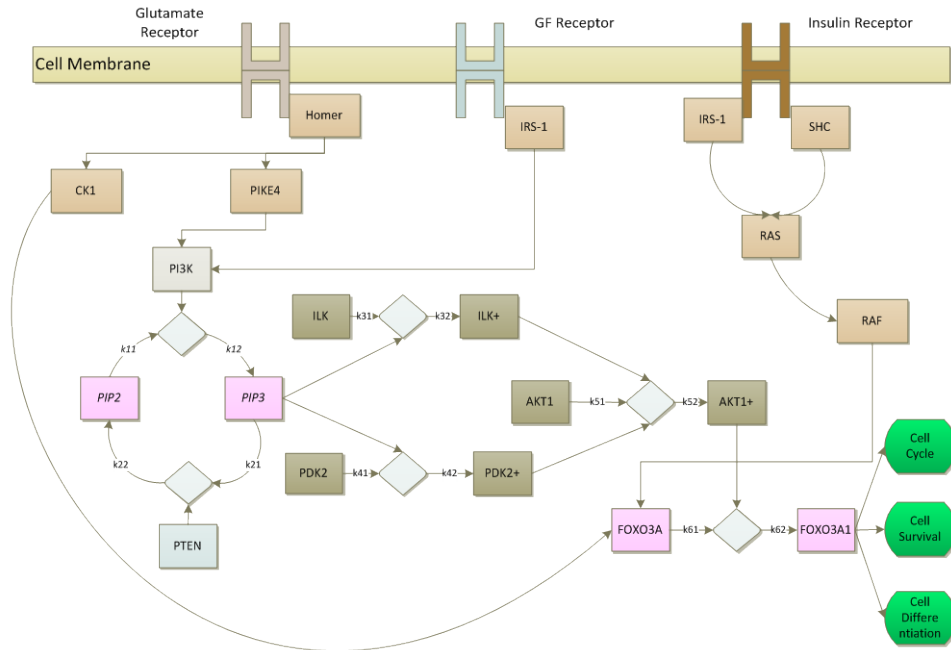 Glutamate
Receptor
GF Receptor
Insulin Receptor
Cell Membrane
Homer
IRS-1
IRS-1
SHC
CK1
PIKE4
RAS
PI3K
ILK
k31
k32
ILK+
RAF
k11
k12
PIP2
PIP3
AKT1
k51
k52
AKT1+
k22
k21
PDK2
k41
k42
PDK2+
Cell
Cycle
PTEN
FOXO3A
k61
k62
FOXO3A1
Cell
Survival
Cell
Differe
ntiation